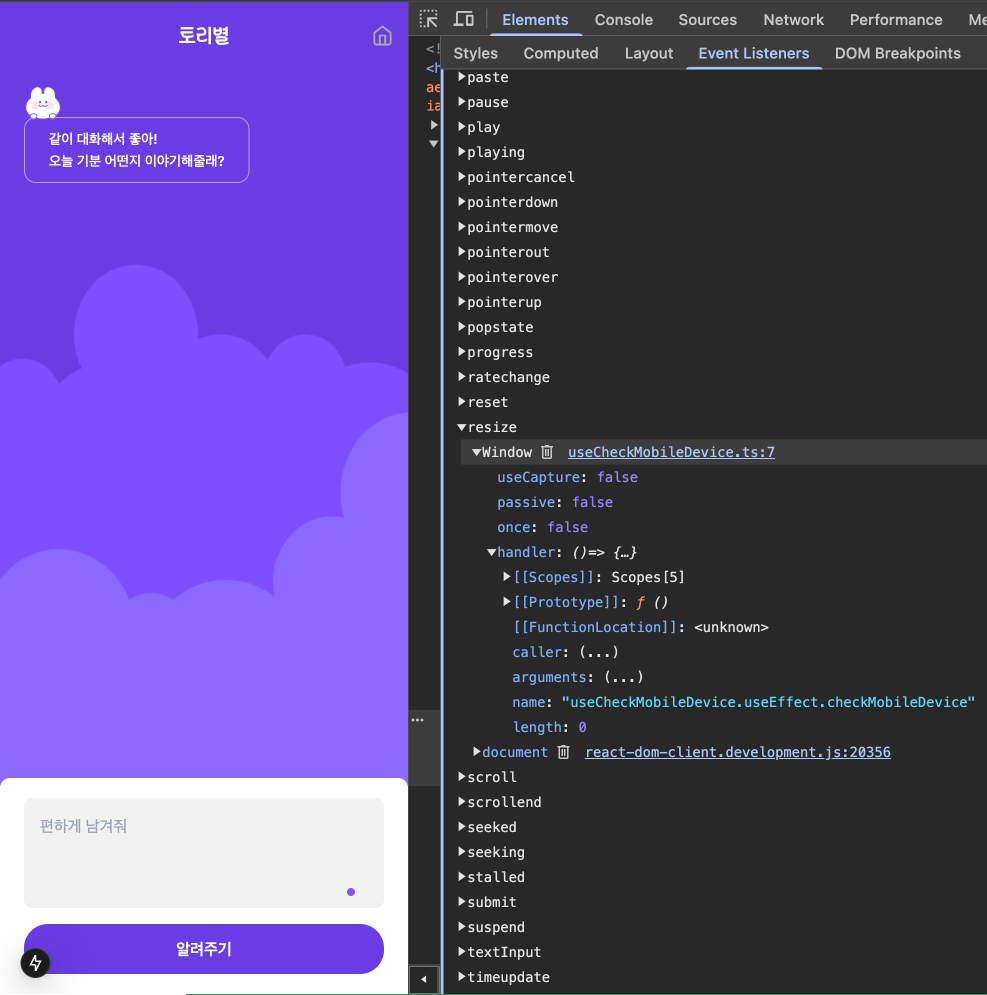 토리별
같이 대화해서 좋아!
오늘 기분 어떤지 이야기해줄래?
편하게 남겨줘
알려주기
Elements Console Sources Network Performance Me
Styles Computed Layout Event Listeners DOM Breakpoints
<!
<h
ae
ia
...
paste
pause
play
playing
pointercancel
pointerdown
pointermove
pointerout
pointerover
pointerup
popstate
progress
ratechange
reset
resize
Window useCheckMobileDevice.ts:7
useCapture: false
passive: false
once: false
handler: ()=> {…}
[[Scopes]]: Scopes[5]
[[Prototype]]: ƒ ()
[[FunctionLocation]]: <unknown>
caller: (...)
arguments: (...)
name: "useCheckMobileDevice.useEffect.checkMobileDevice"
length: 0
document react-dom-client.development.js:20356
scroll
scrollend
seeked
seeking
stalled
submit
suspend
textInput
timeupdate